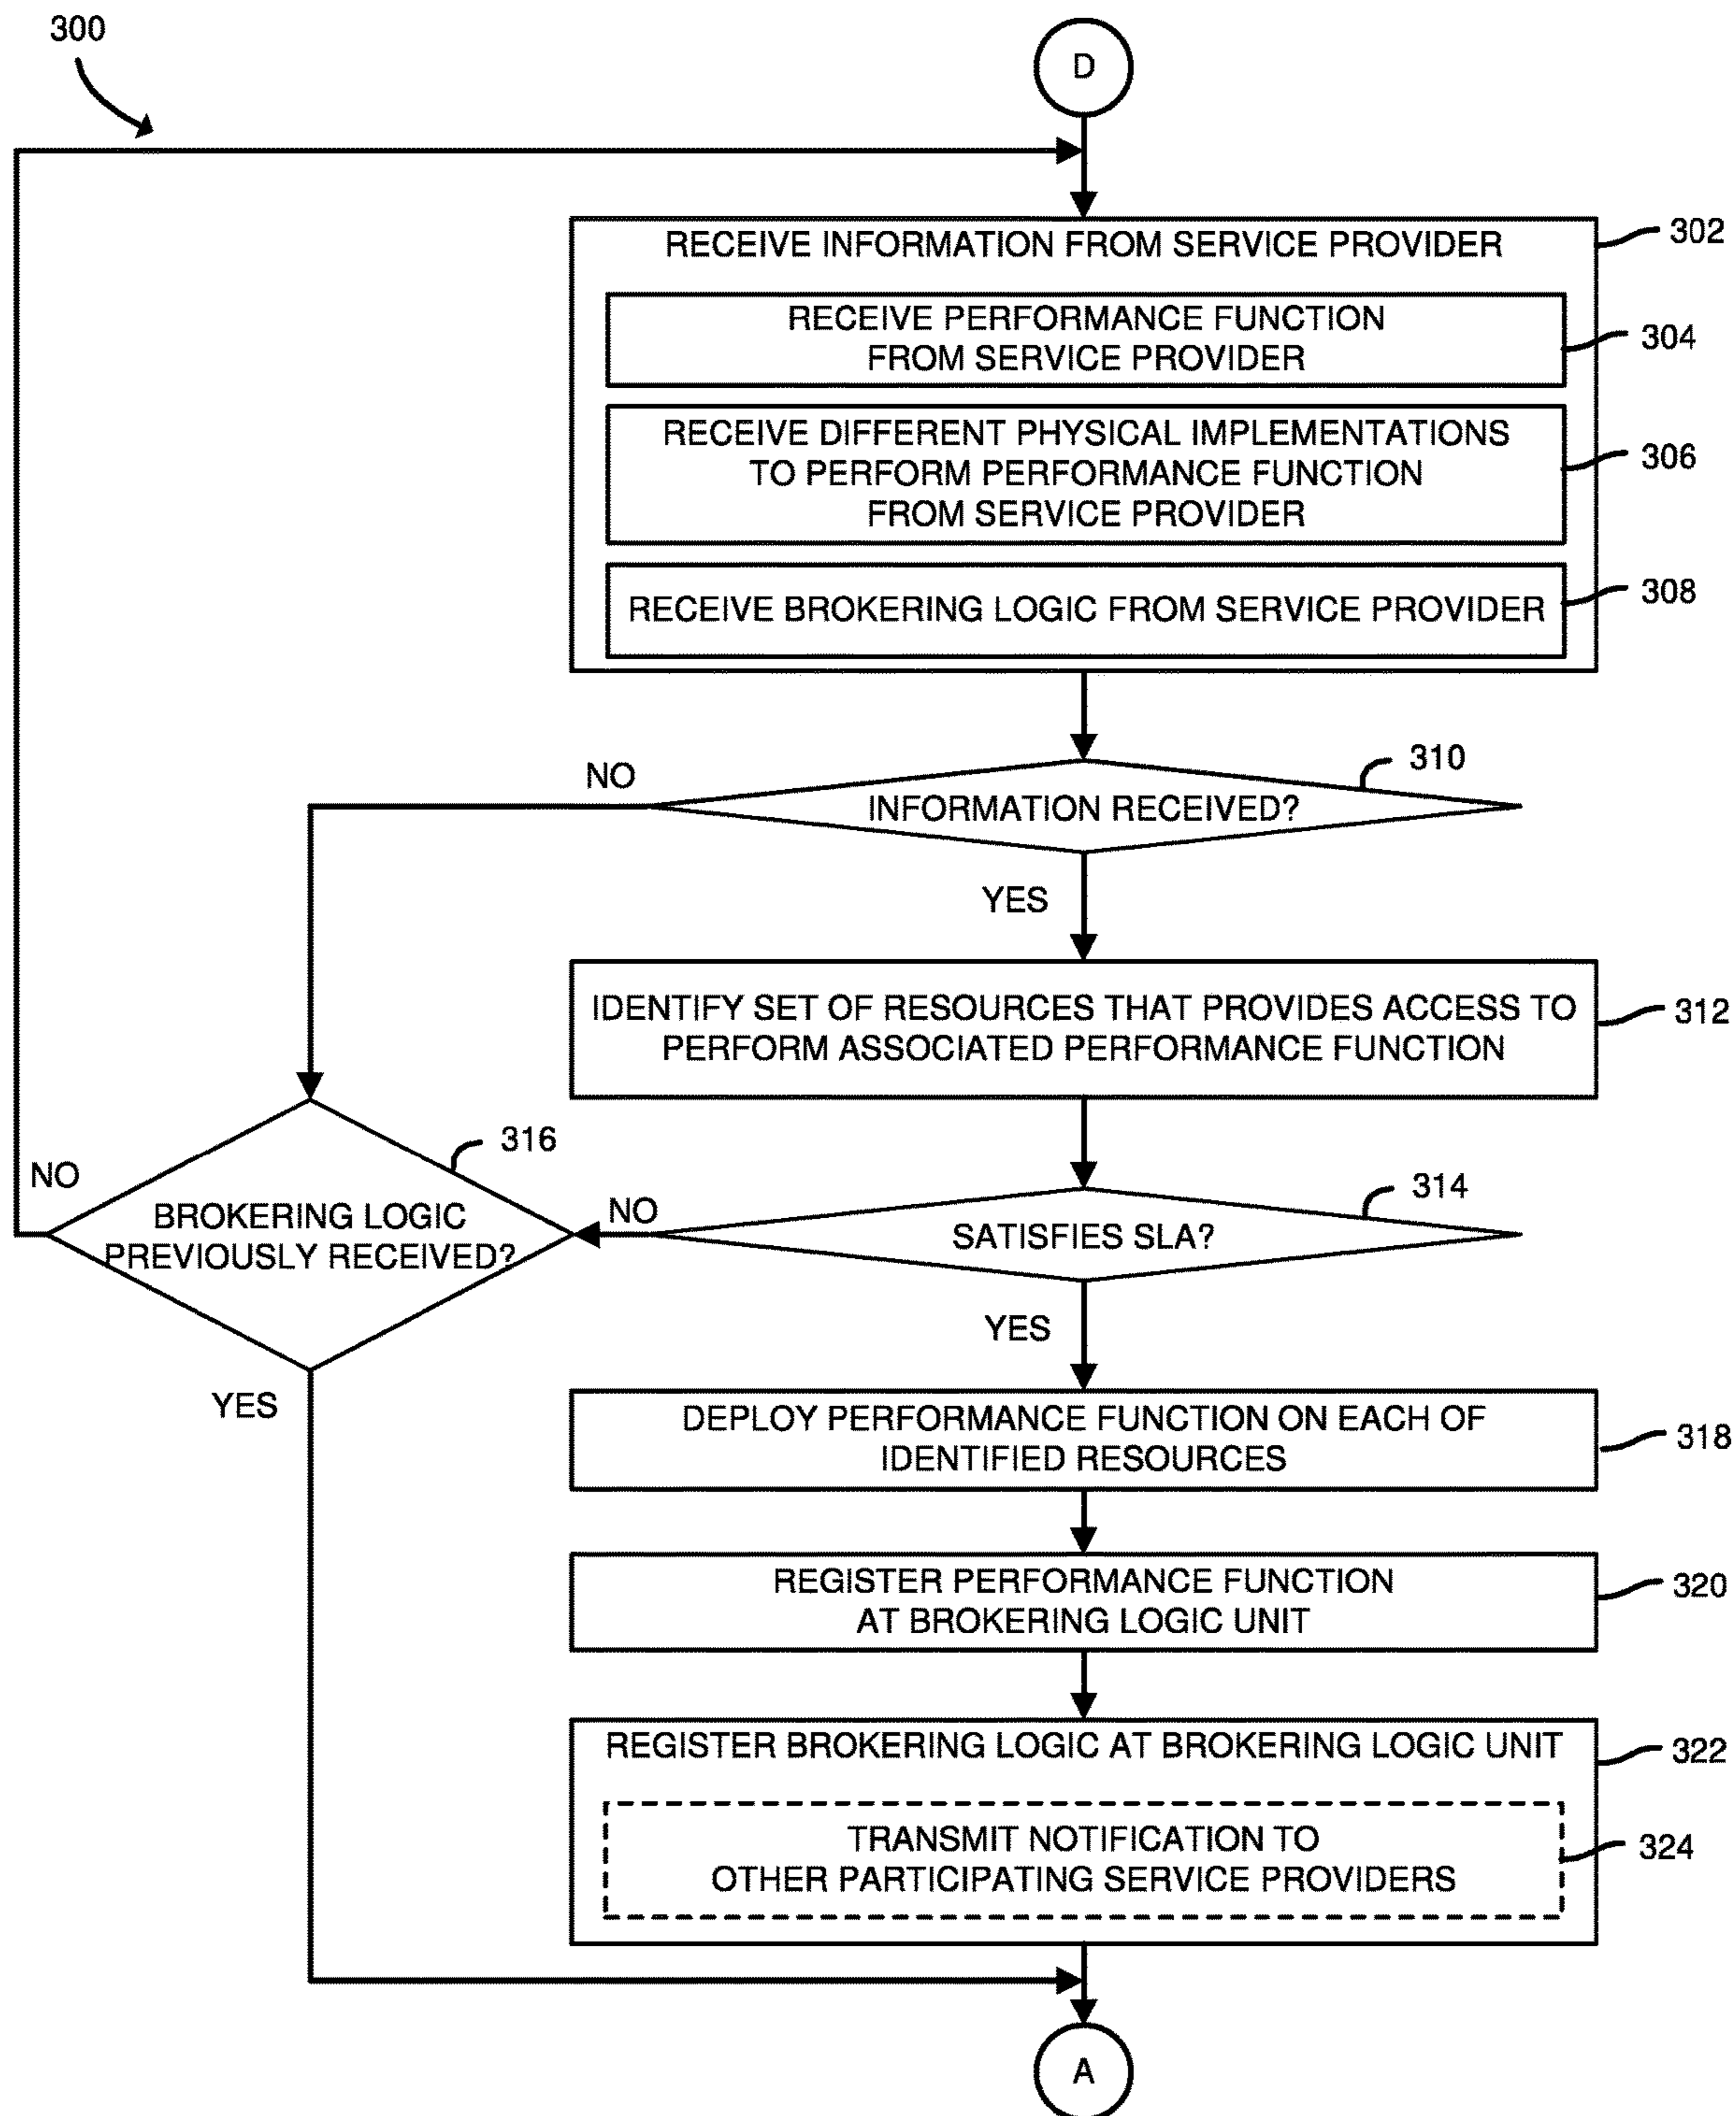 300
D
RECEIVE INFORMATION FROM SERVICE PROVIDER
302
RECEIVE PERFORMANCE FUNCTION
FROM SERVICE PROVIDER
304
RECEIVE DIFFERENT PHYSICAL IMPLEMENTATIONS
TO PERFORM PERFORMANCE FUNCTION
FROM SERVICE PROVIDER
306
RECEIVE BROKERING LOGIC FROM SERVICE PROVIDER
308
INFORMATION RECEIVED?
310
NO
YES
IDENTIFY SET OF RESOURCES THAT PROVIDES ACCESS TO
PERFORM ASSOCIATED PERFORMANCE FUNCTION
312
SATISFIES SLA?
314
NO
BROKERING LOGIC
PREVIOUSLY RECEIVED?
316
NO
YES
YES
DEPLOY PERFORMANCE FUNCTION ON EACH OF
IDENTIFIED RESOURCES
318
REGISTER PERFORMANCE FUNCTION
AT BROKERING LOGIC UNIT
320
REGISTER BROKERING LOGIC AT BROKERING LOGIC UNIT
322
TRANSMIT NOTIFICATION TO
OTHER PARTICIPATING SERVICE PROVIDERS
324
A